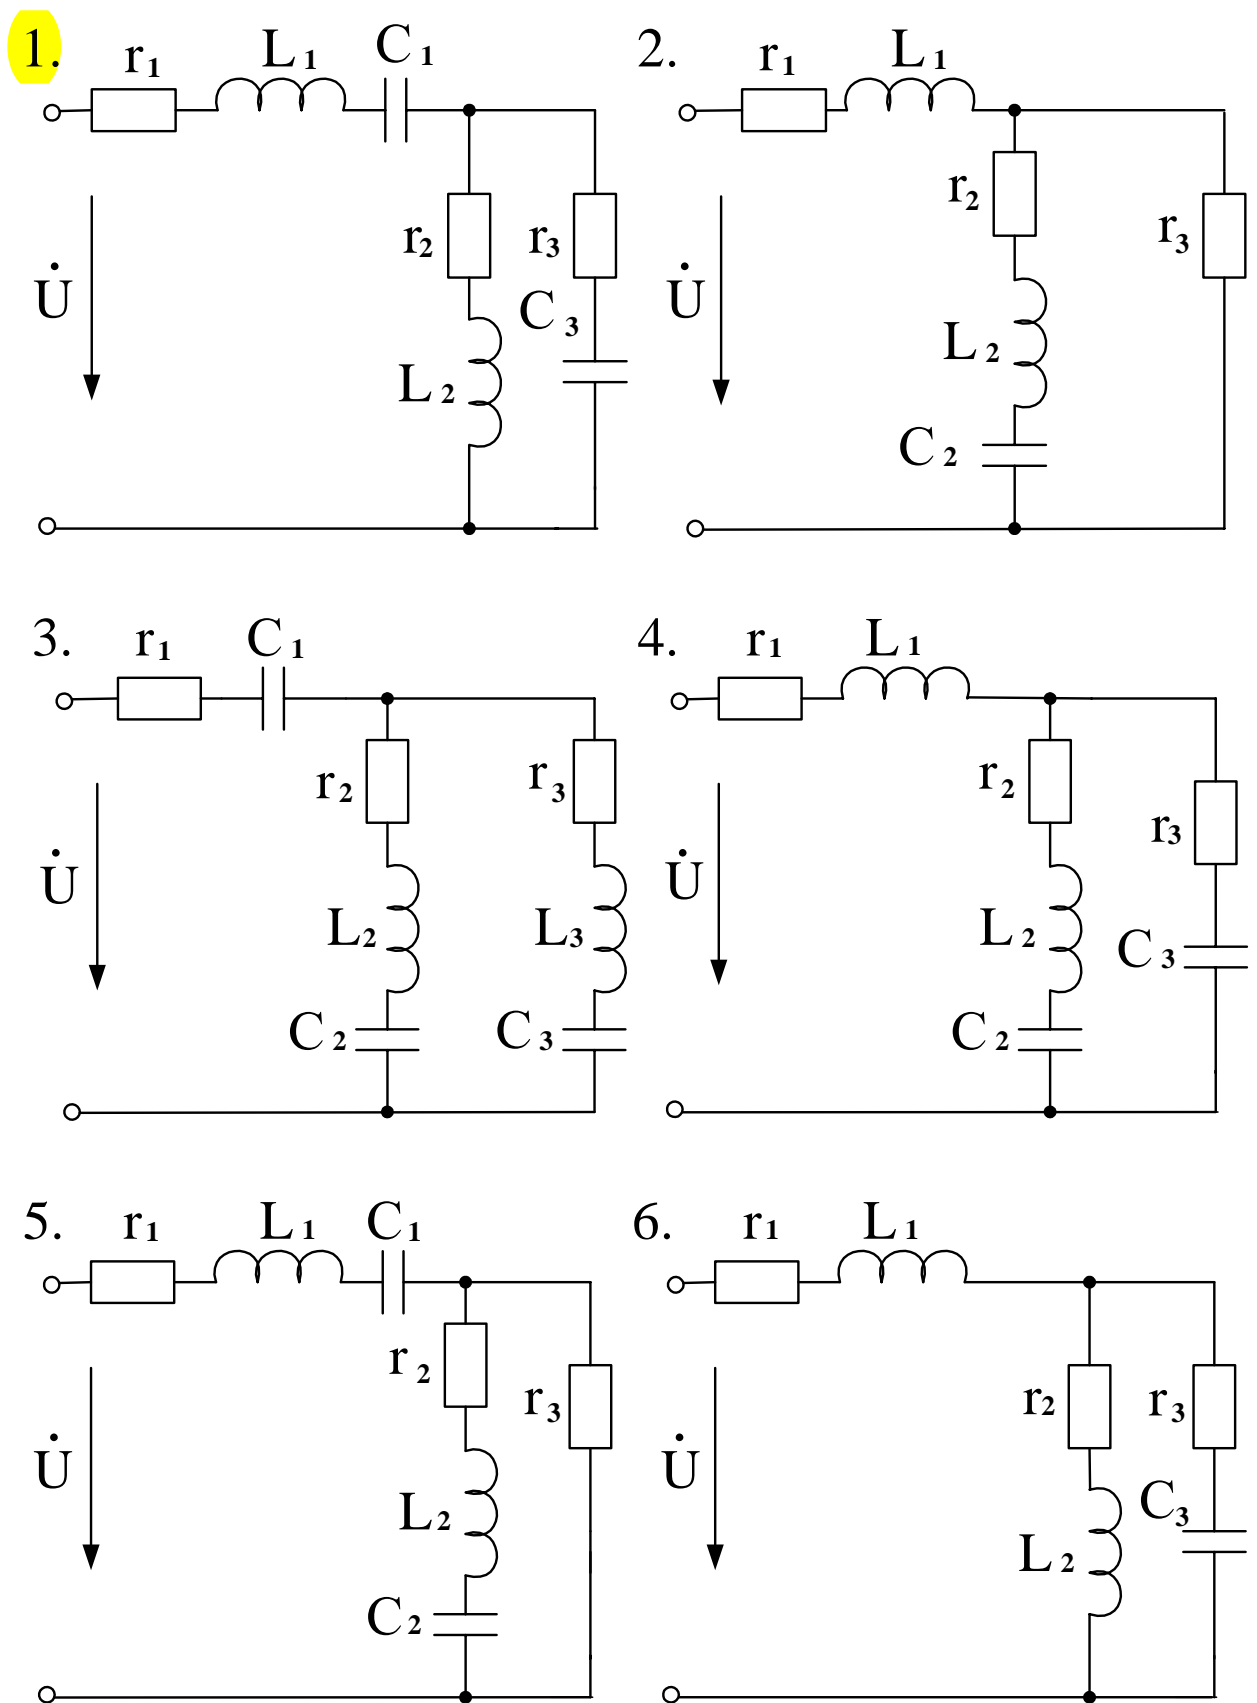 1. r1 L1 C1
r2 r3
U̇ C3
L2
2. r1 L1
r2 r3
U̇ L2
C2
3. r1 C1
r2 r3
U̇ L2 L3
C2 C3
4. r1 L1
r2 r3
U̇ L2 C3
C2
5. r1 L1 C1
r2 r3
U̇ L2
C2
6. r1 L1
r2 r3
U̇ C3
L2